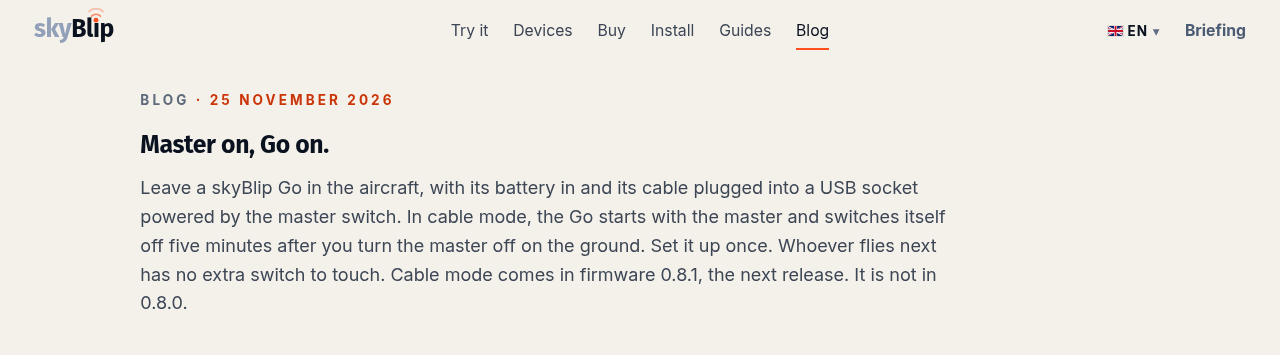 skyBlip
Try it Devices Buy Install Guides Blog
EN ▾ Briefing
BLOG · 25 NOVEMBER 2026
Master on, Go on.
Leave a skyBlip Go in the aircraft, with its battery in and its cable plugged into a USB socket
powered by the master switch. In cable mode, the Go starts with the master and switches itself
off five minutes after you turn the master off on the ground. Set it up once. Whoever flies next
has no extra switch to touch. Cable mode comes in firmware 0.8.1, the next release. It is not in
0.8.0.